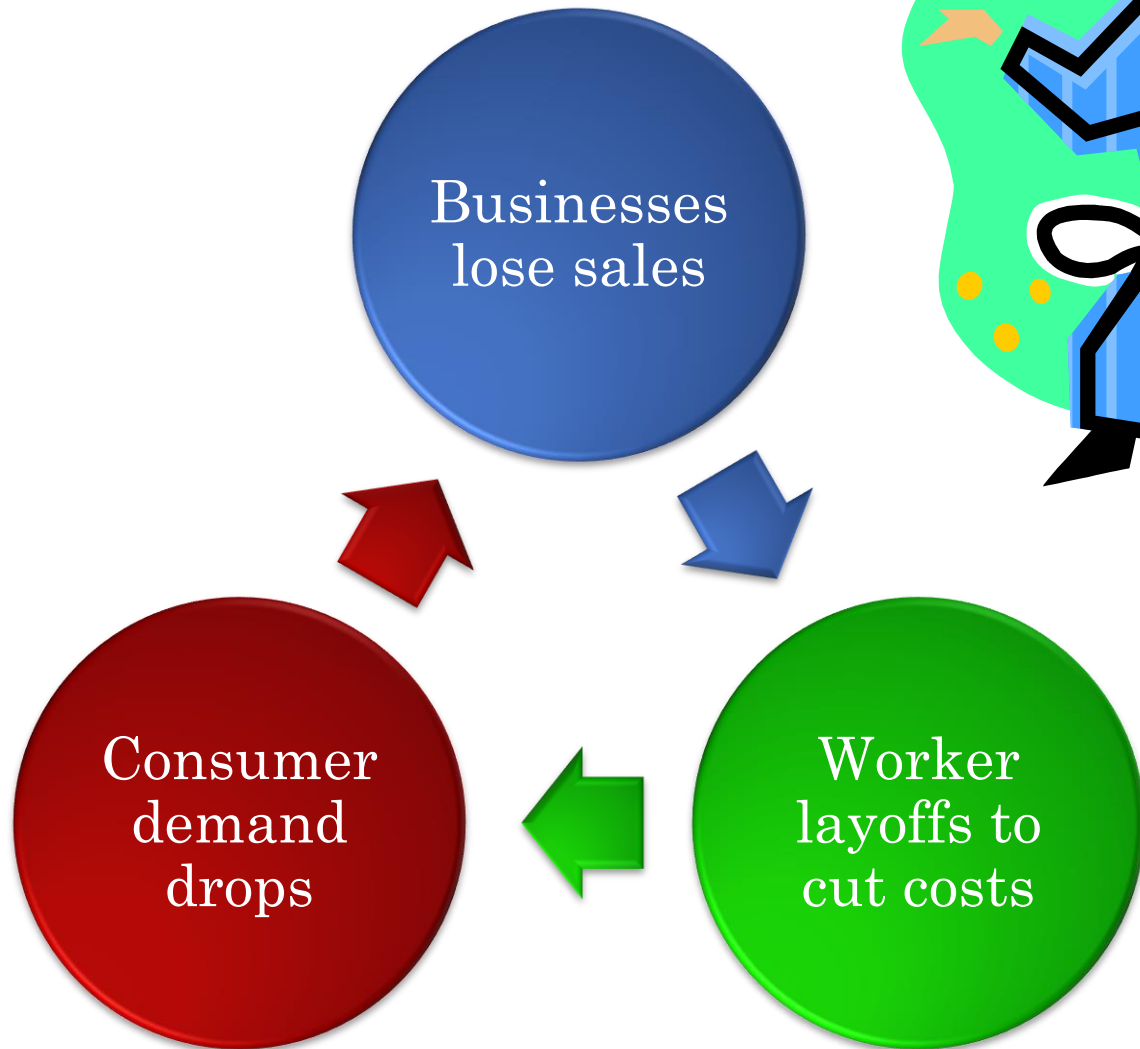 Businesses
lose sales
Worker
layoffs to
cut costs
Consumer
demand
drops